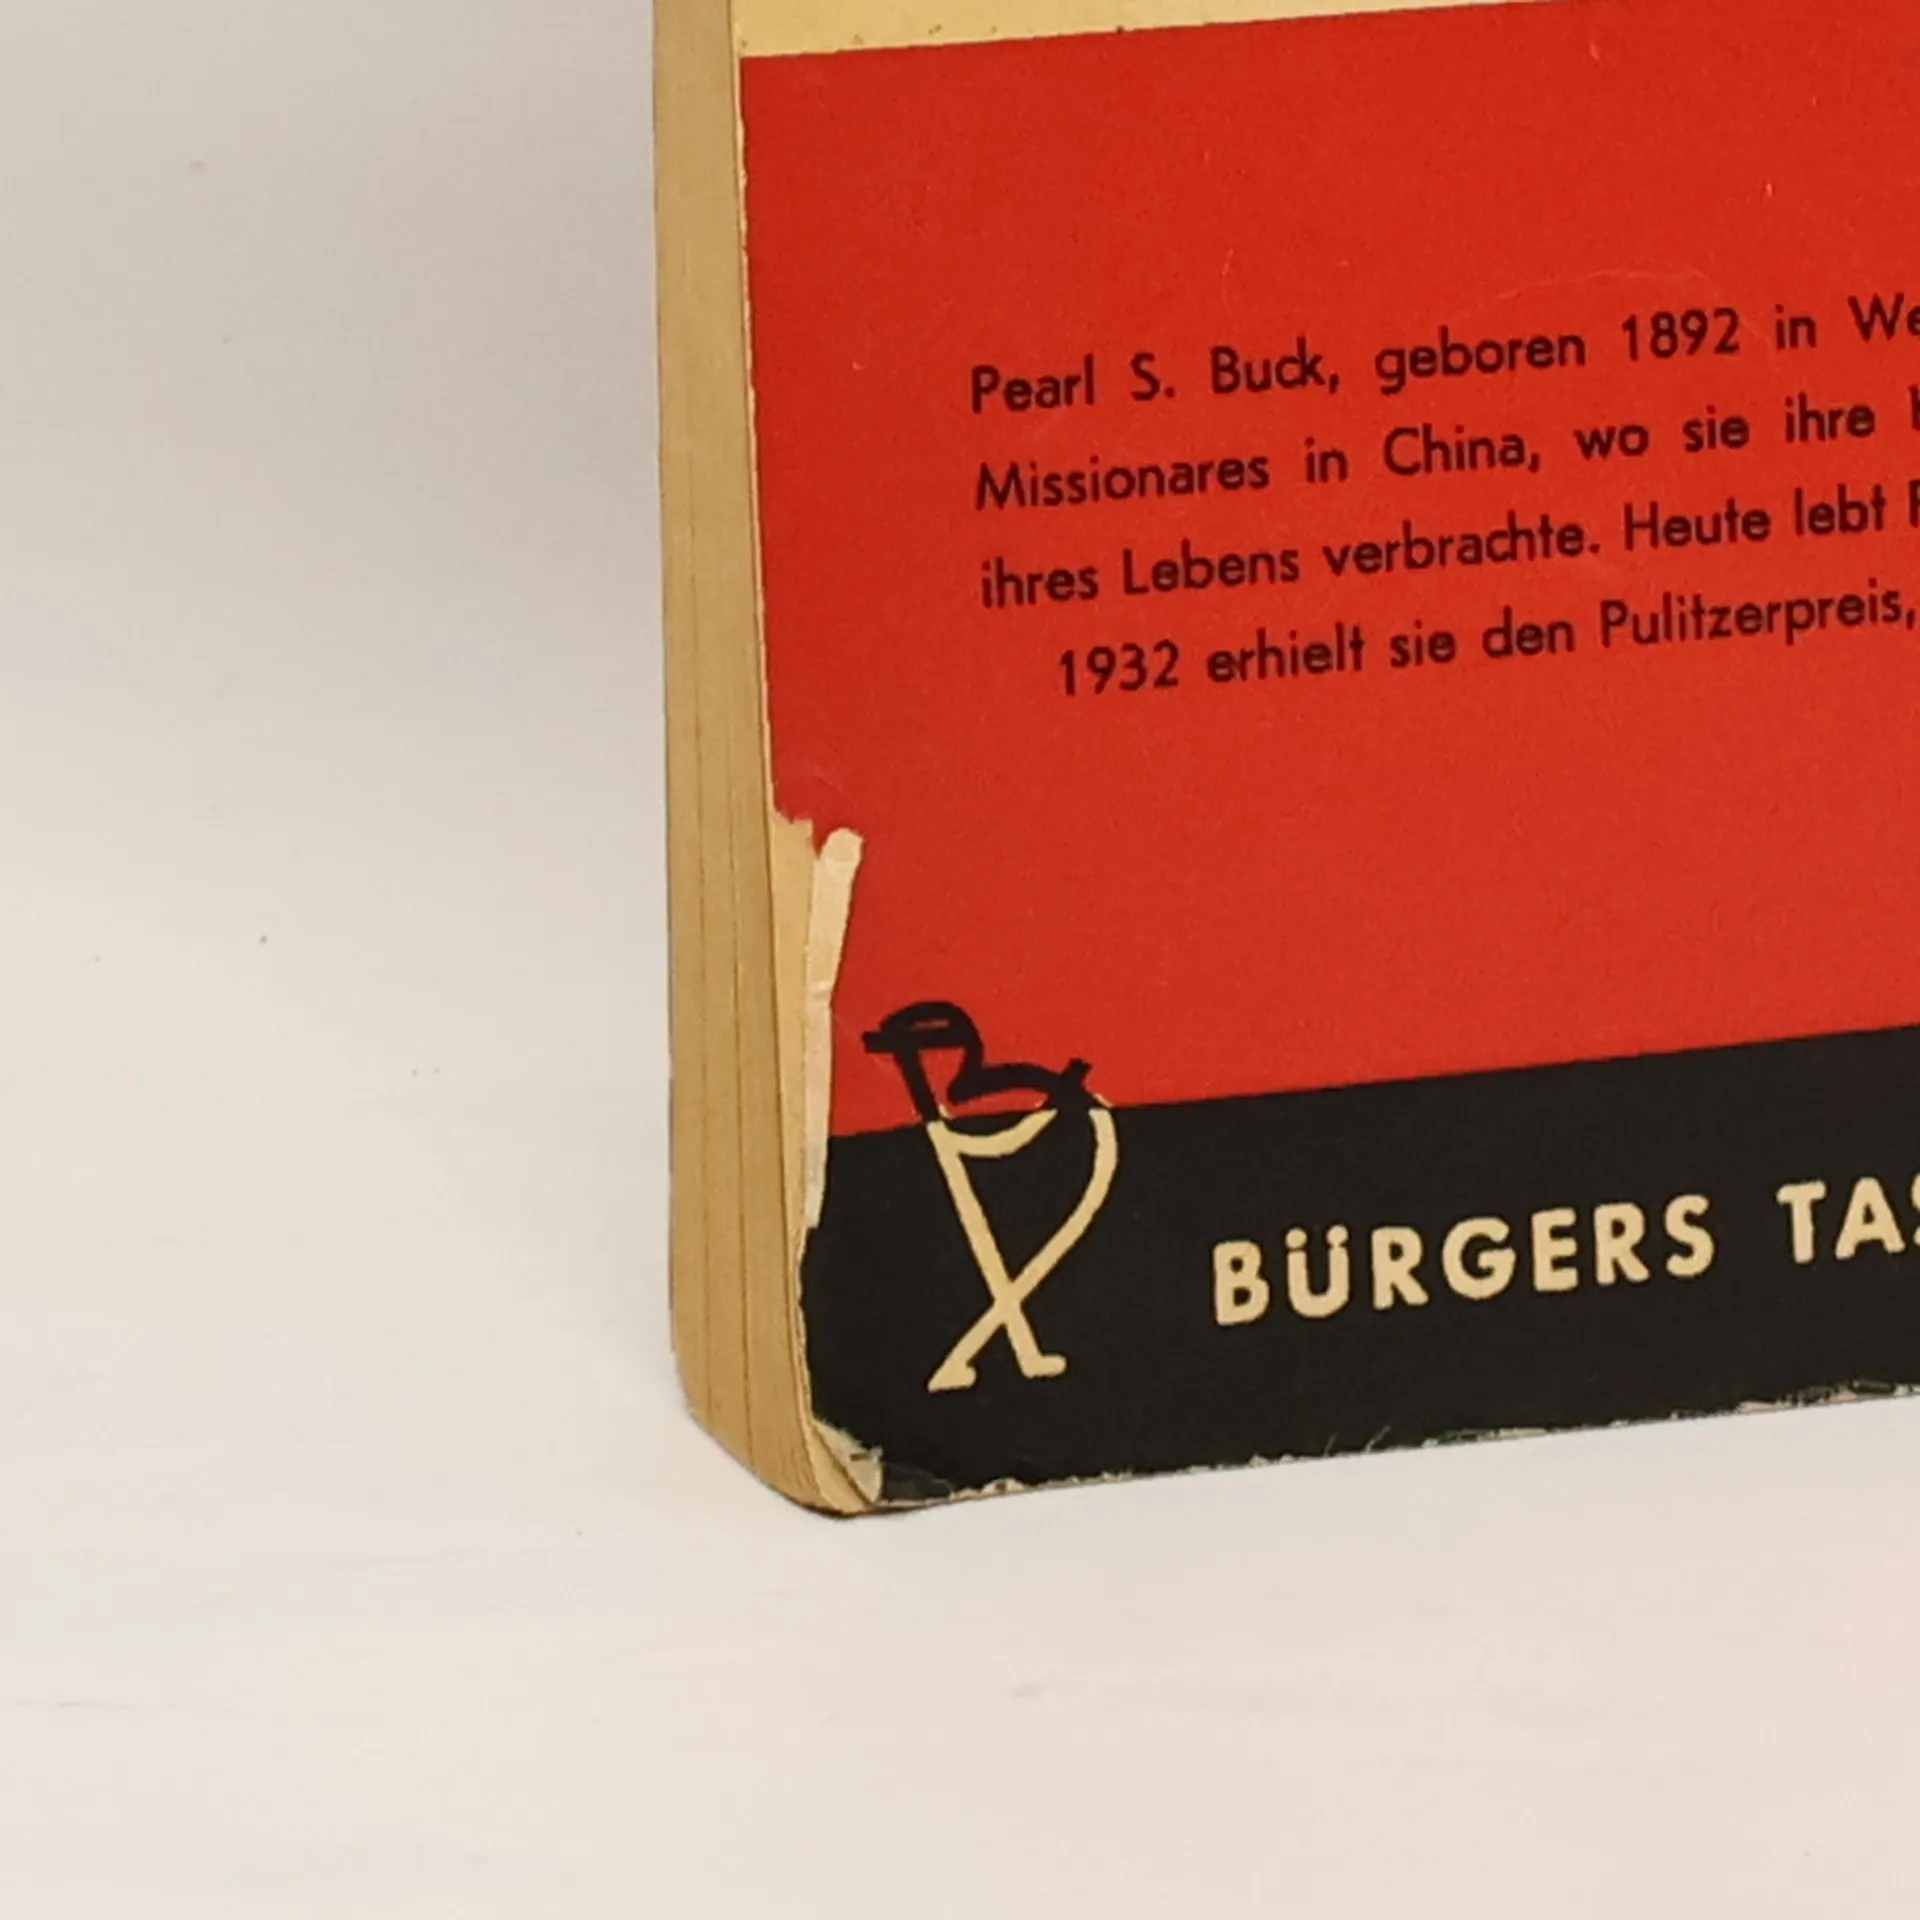 Pearl S. Buck, geboren 1892 in
Missionares in China, wo sie ihre
ihres Lebens verbrachte. Heute lebt
1932 erhielt sie den Pulitzerpreis,
BÜRGERS